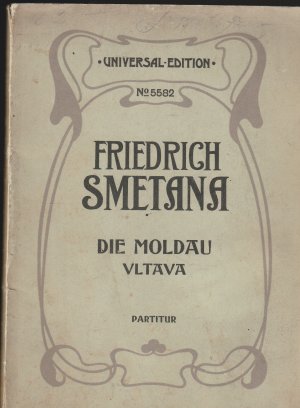 · UNIVERSAL-EDITION ·
No 5582
FRIEDRICH
SMETANA
DIE MOLDAU
VLTAVA
PARTITUR